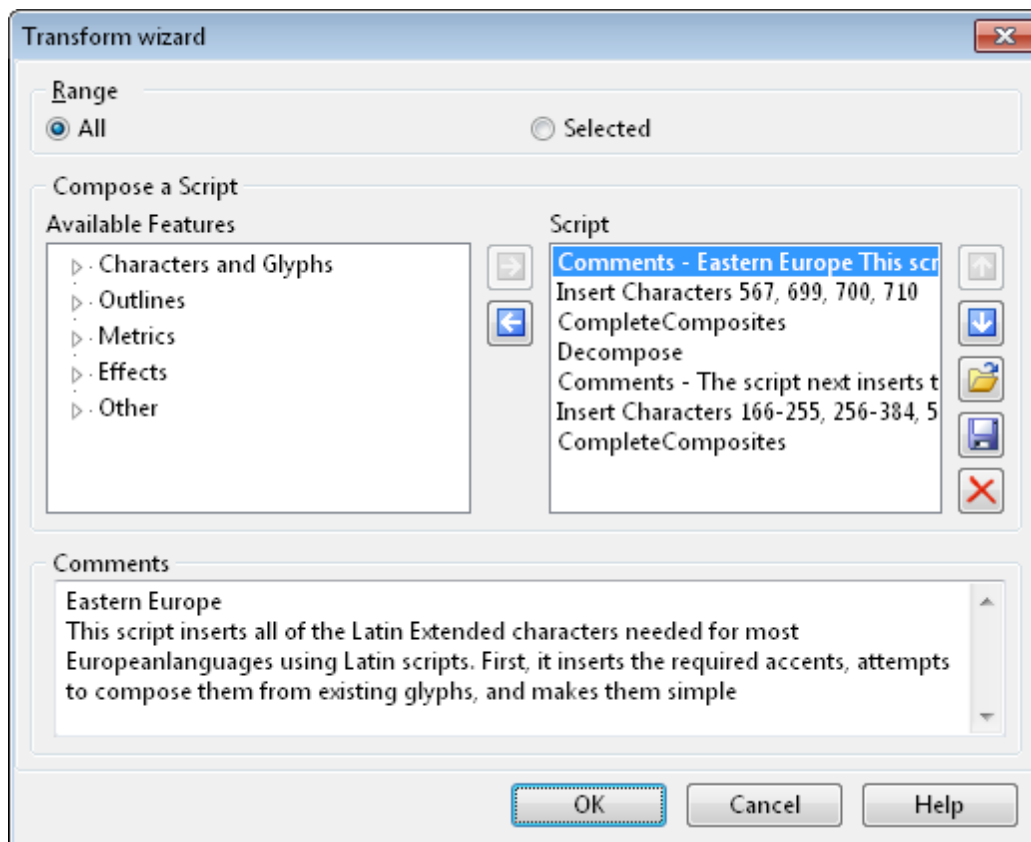 Transform wizard
Range
All
Selected
Compose a Script
Available Features
Script
Characters and Glyphs
Outlines
Metrics
Effects
Other
Comments - Eastern Europe This scr
Insert Characters 567, 699, 700, 710
CompleteComposites
Decompose
Comments - The script next inserts t
Insert Characters 166-255, 256-384, 5
CompleteComposites
Comments
Eastern Europe
This script inserts all of the Latin Extended characters needed for most
Europeanlanguages using Latin scripts. First, it inserts the required accents, attempts
to compose them from existing glyphs, and makes them simple
OK
Cancel
Help